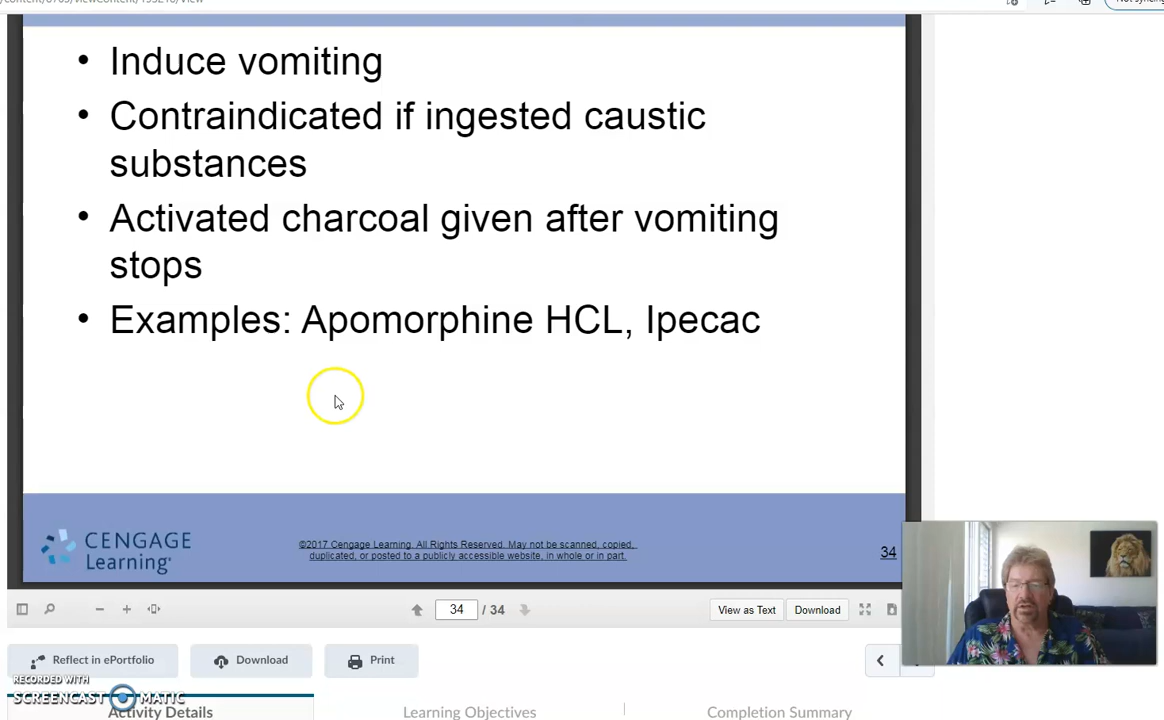 • Induce vomiting
• Contraindicated if ingested caustic
substances
• Activated charcoal given after vomiting
stops
• Examples: Apomorphine HCL, Ipecac
CENGAGE
Learning
©2017 Cengage Learning. All Rights Reserved. May not be scanned, copied,
duplicated, or posted to a publicly accessible website, in whole or in part.
34
34 / 34
View as Text
Download
Reflect in ePortfolio
Download
Print
RECORDED WITH
SCREENCAST MATIC
Activity Details
Learning Objectives
Completion Summary